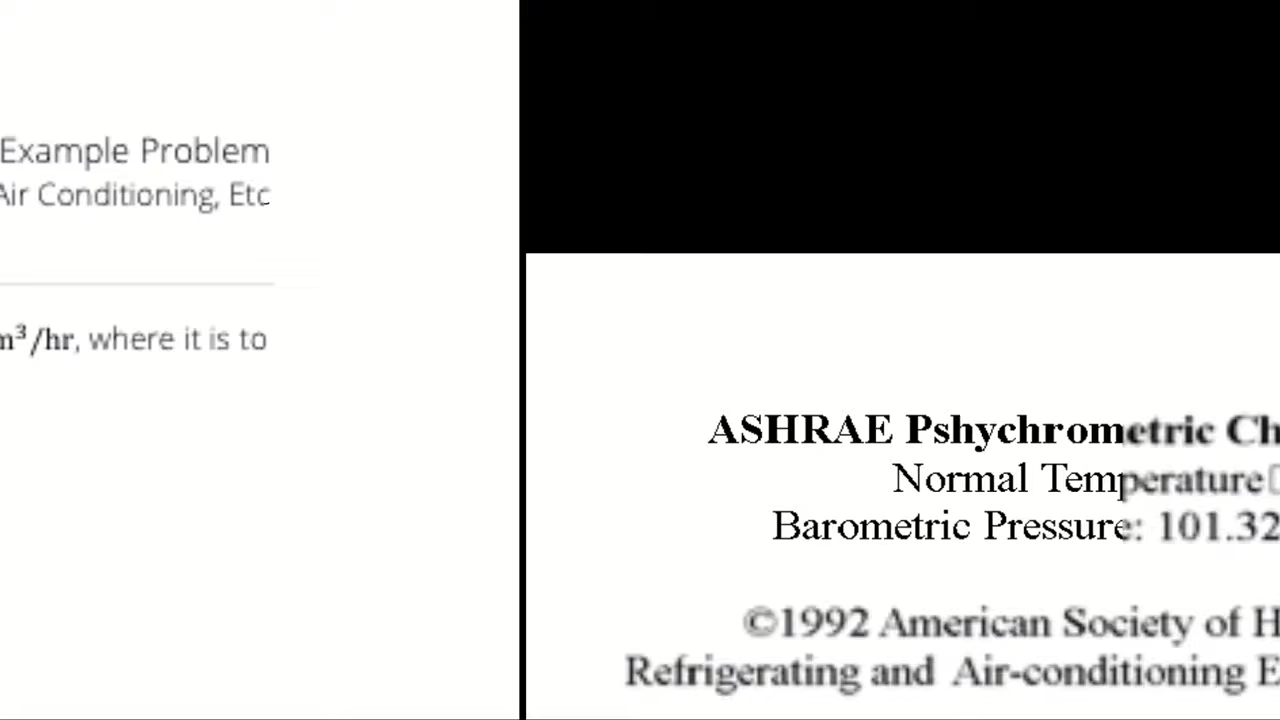 Example Problem
Air Conditioning, Etc
m³/hr, where it is to
ASHRAE Pshychrometric Ch
Normal Temperature
Barometric Pressure: 101.32
©1992 American Society of H
Refrigerating and Air-conditioning E